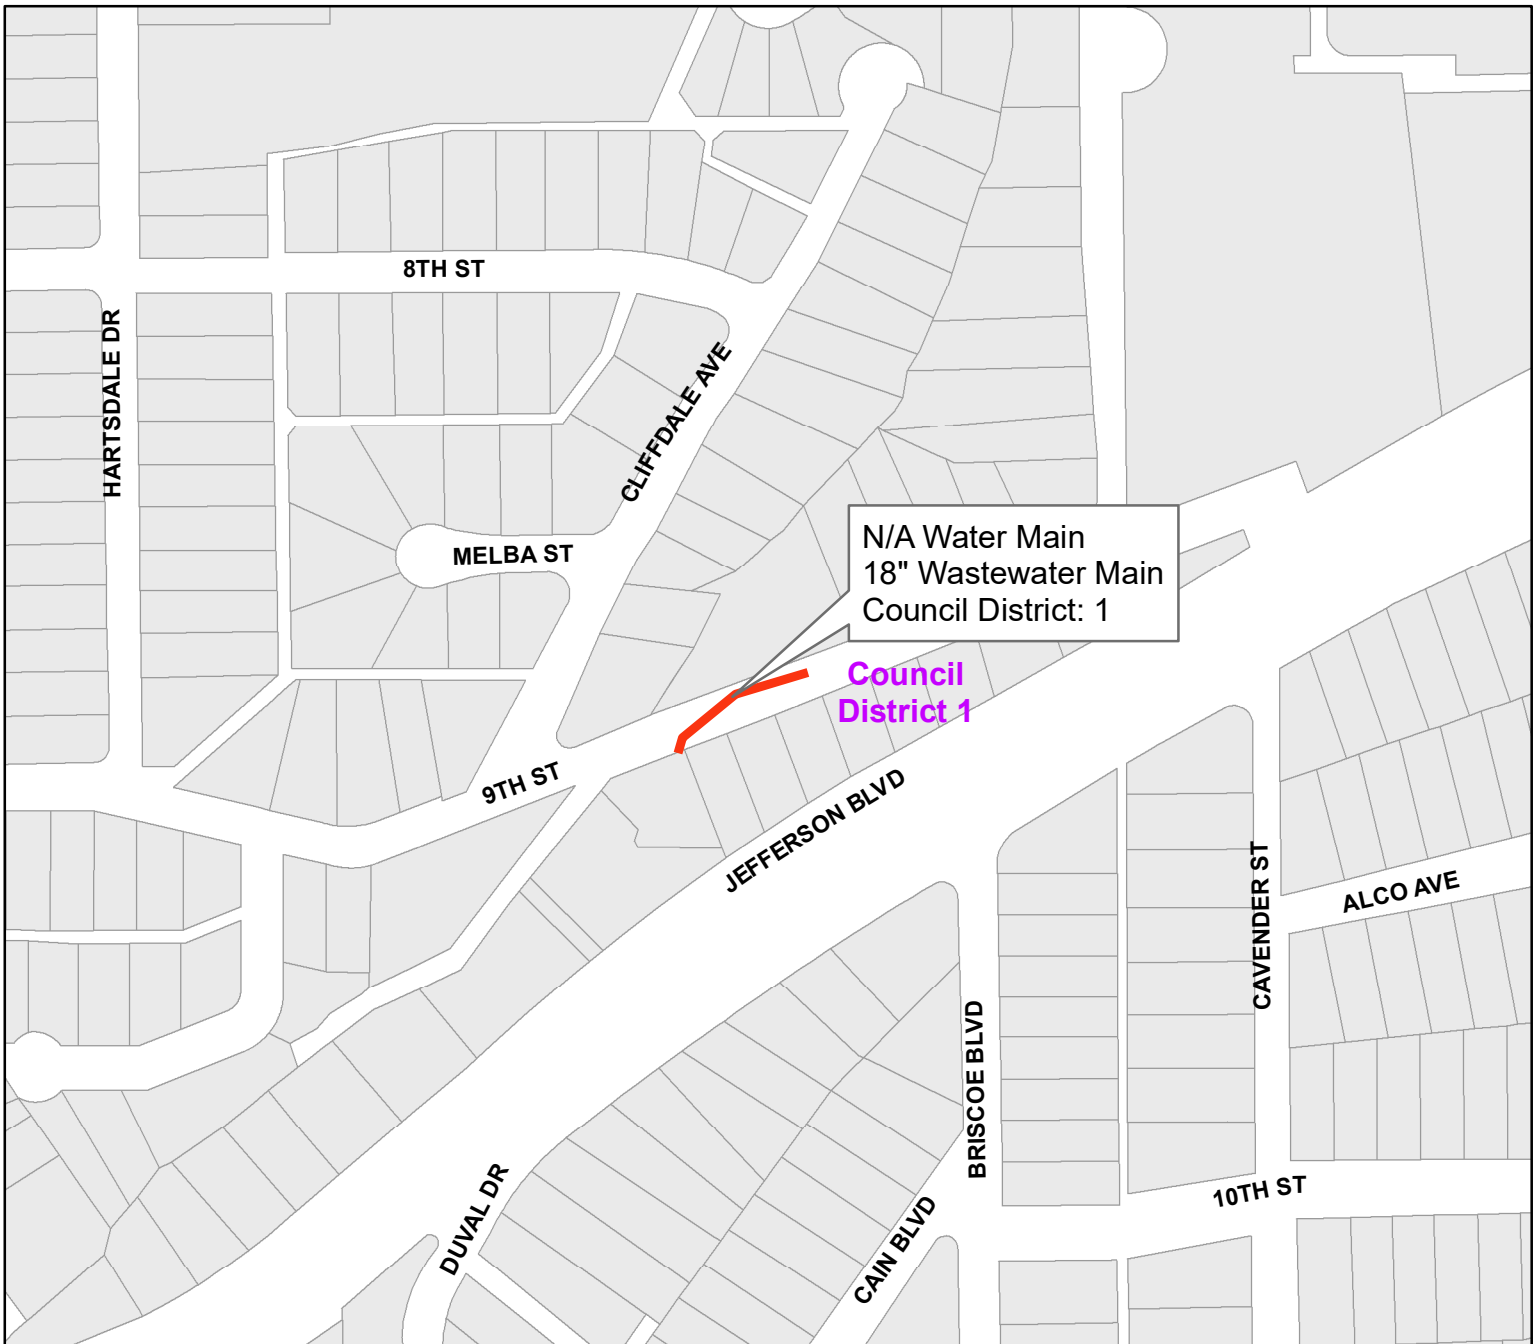 8TH ST
HARTSDALE DR
CLIFFDALE AVE
MELBA ST
N/A Water Main
18" Wastewater Main
Council District: 1
Council
District 1
9TH ST
JEFFERSON BLVD
CAVENDER ST
ALCO AVE
BRISCOE BLVD
10TH ST
DUVAL DR
CAIN BLVD